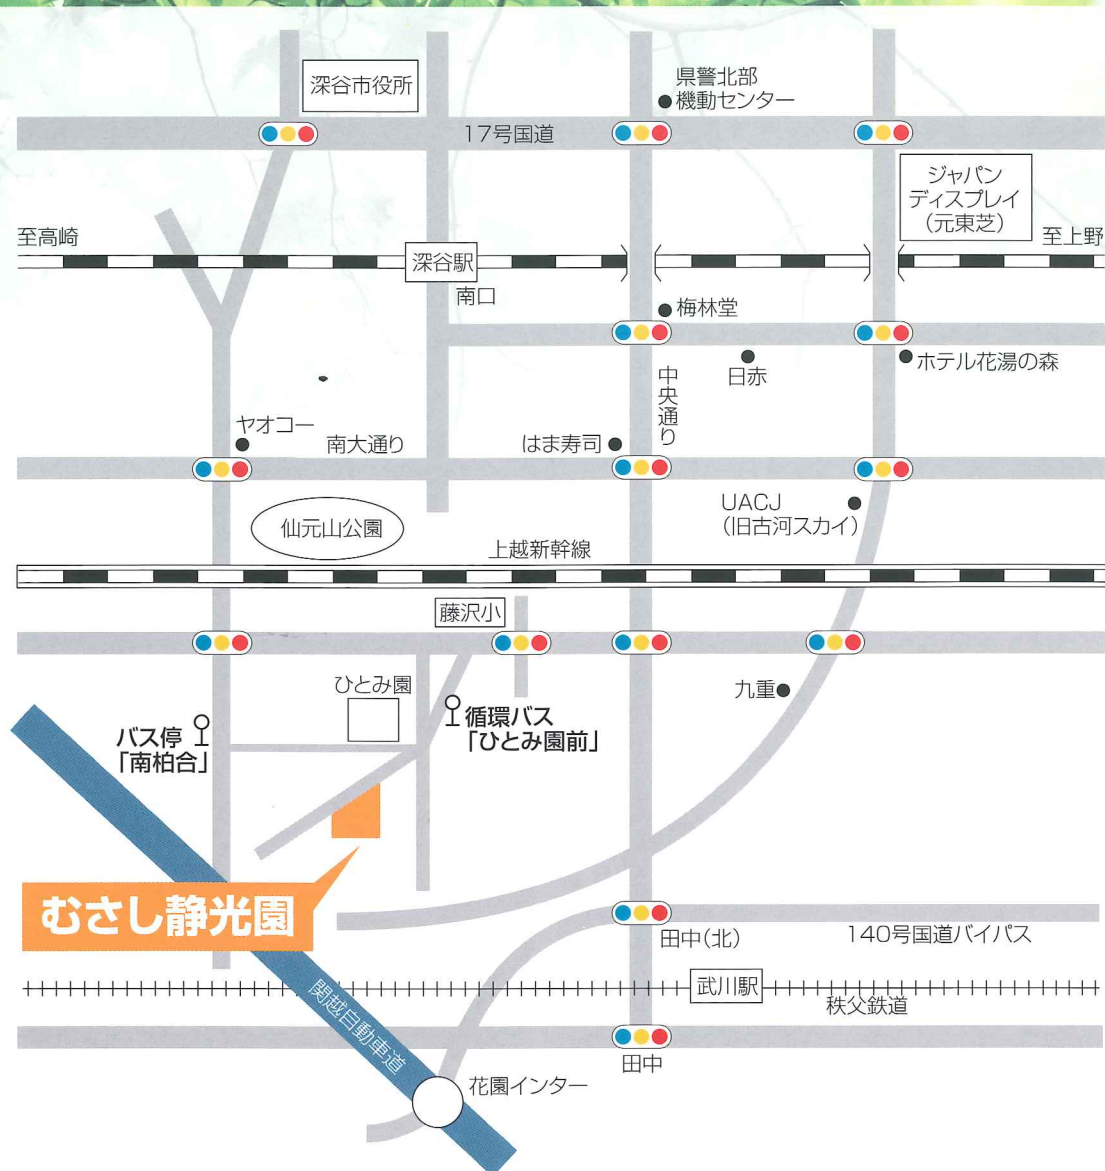 深谷市役所
県警北部
機動センター
17号国道
ジャパン
ディスプレイ
（元東芝）
至高崎
深谷駅
至上野
南口
梅林堂
日赤
ホテル花湯の森
中央通り
ヤオコー
南大通り
はま寿司
UACJ
（旧古河スカイ）
仙元山公園
上越新幹線
藤沢小
ひとみ園
九重
循環バス
「ひとみ園前」
バス停
「南柏合」
むさし静光園
田中（北）
140号国道バイパス
武川駅
秩父鉄道
関越自動車道
田中
花園インター